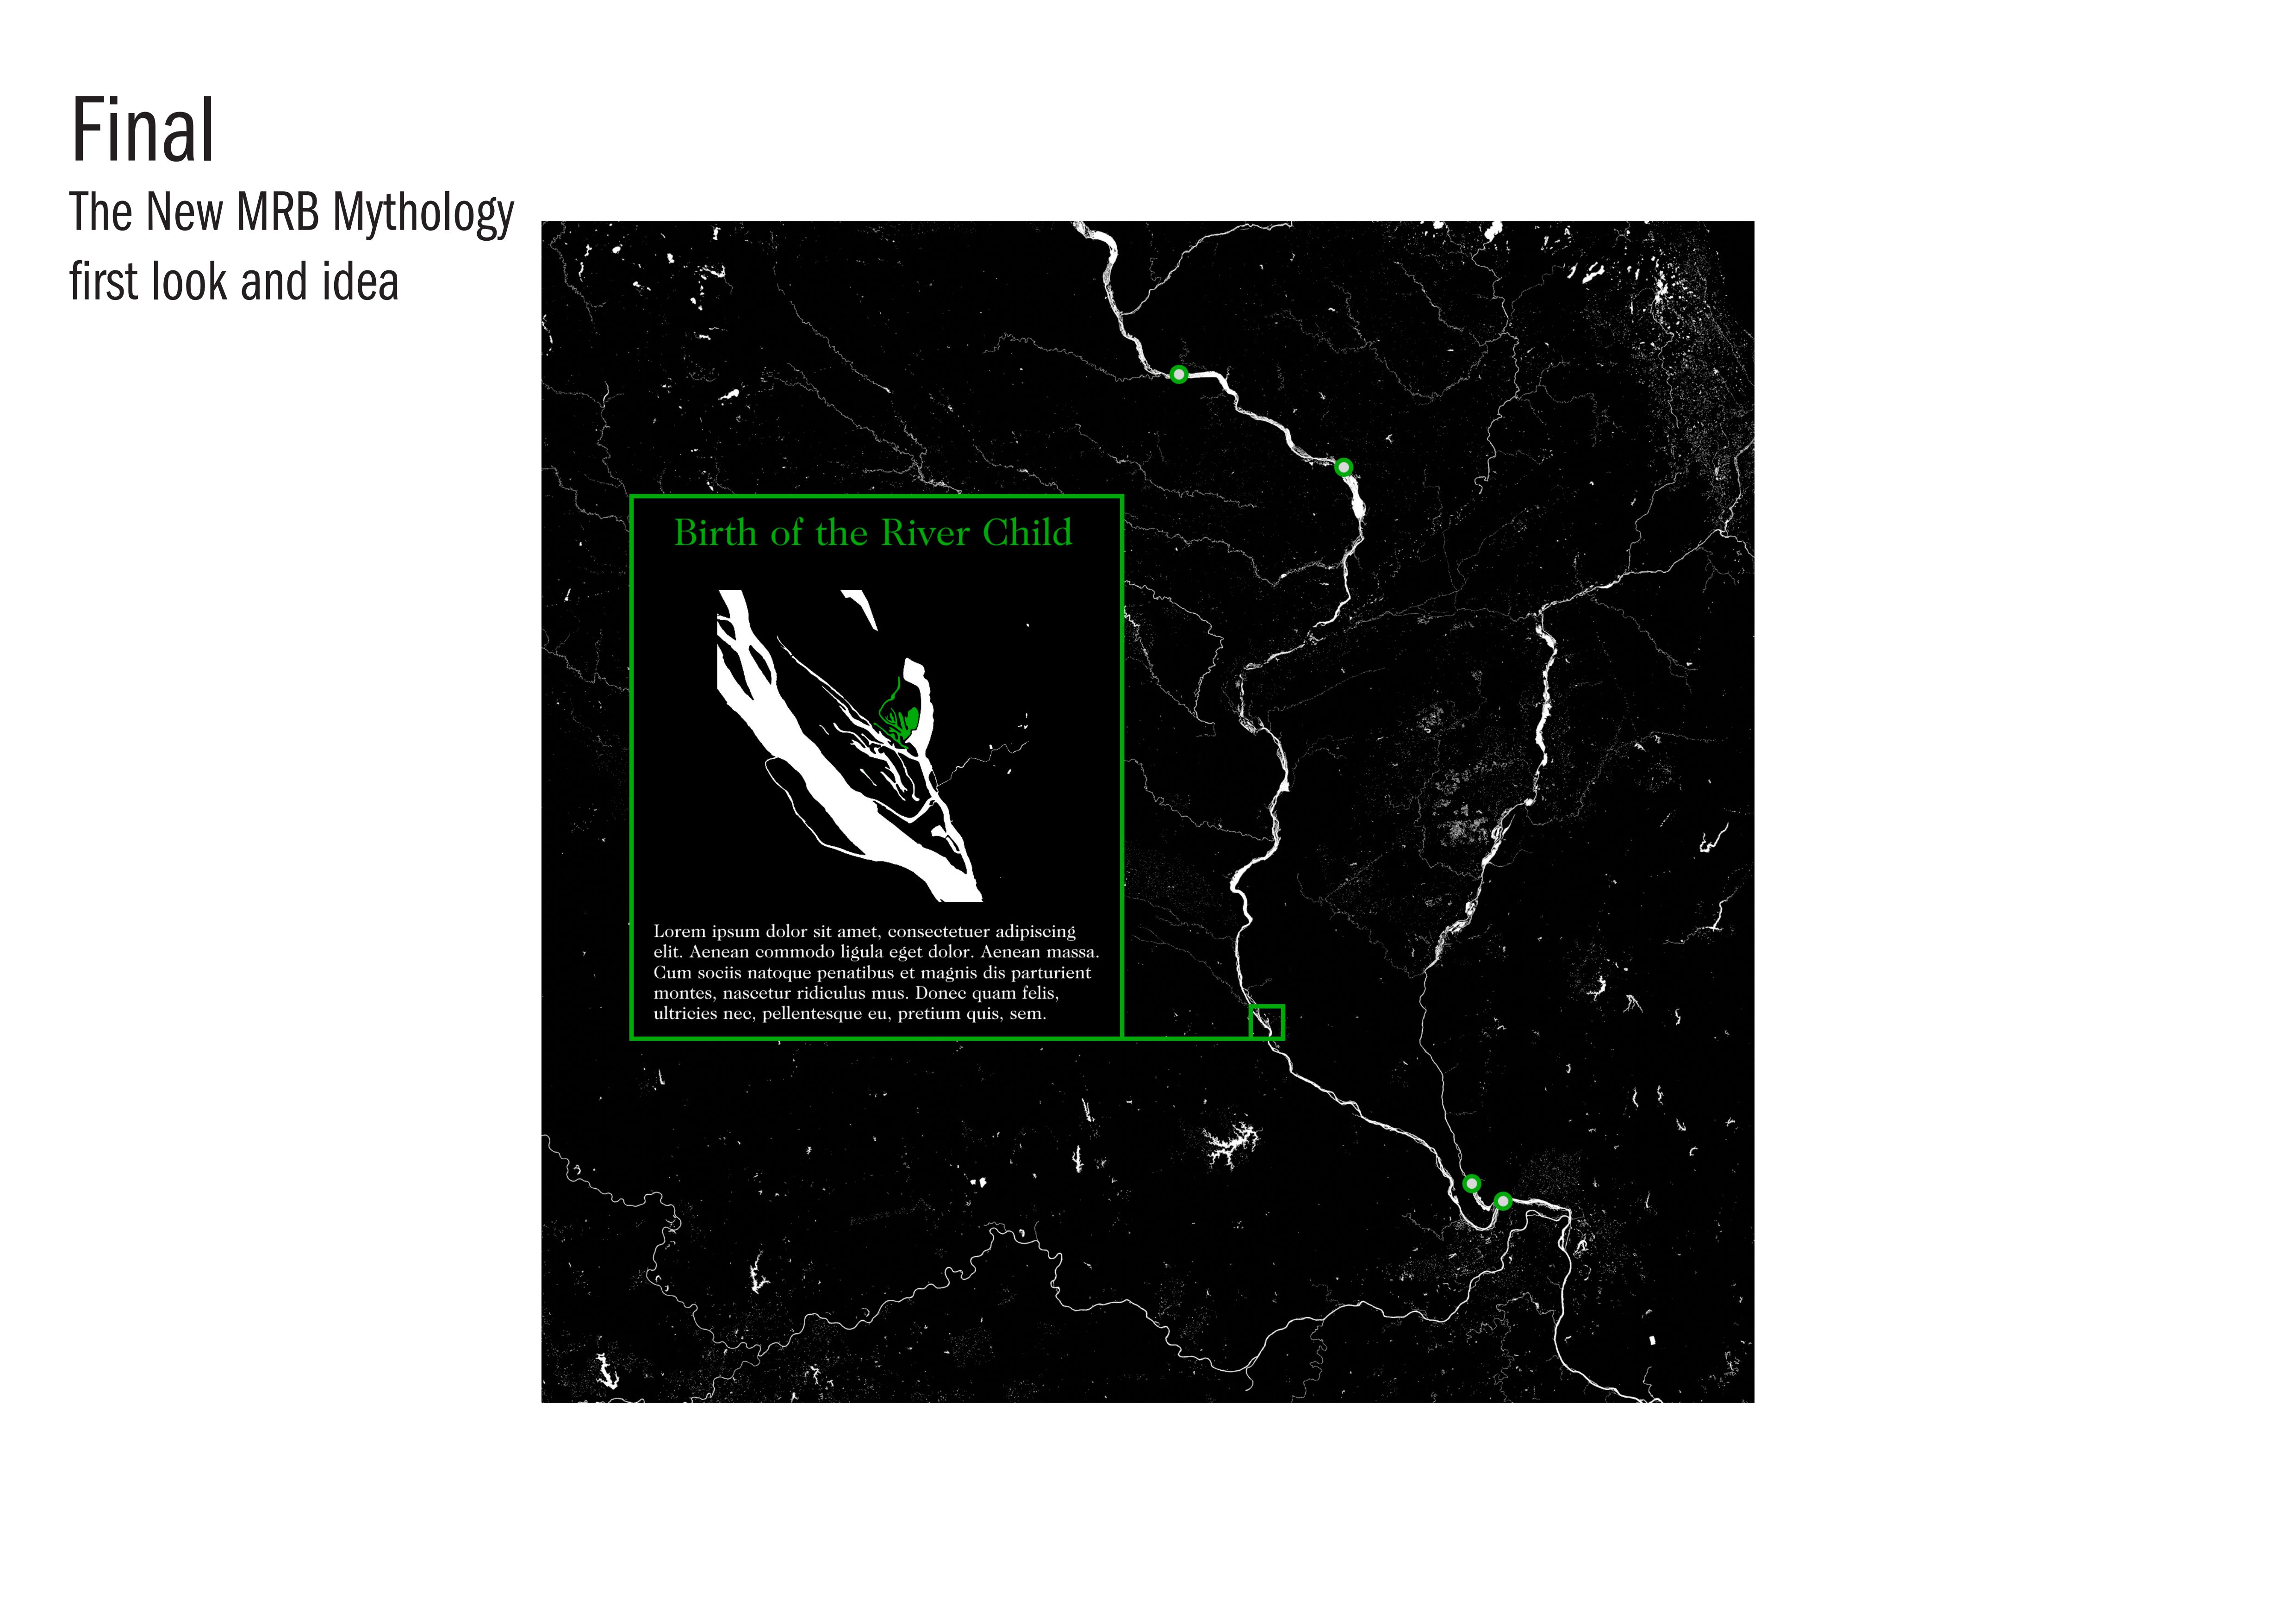 Final
The New MRB Mythology
first look and idea
Birth of the River Child
Lorem ipsum dolor sit amet, consectetuer adipiscing
elit. Aenean commodo ligula eget dolor. Aenean massa.
Cum sociis natoque penatibus et magnis dis parturient
montes, nascetur ridiculus mus. Donec quam felis,
ultricies nec, pellentesque eu, pretium quis, sem.